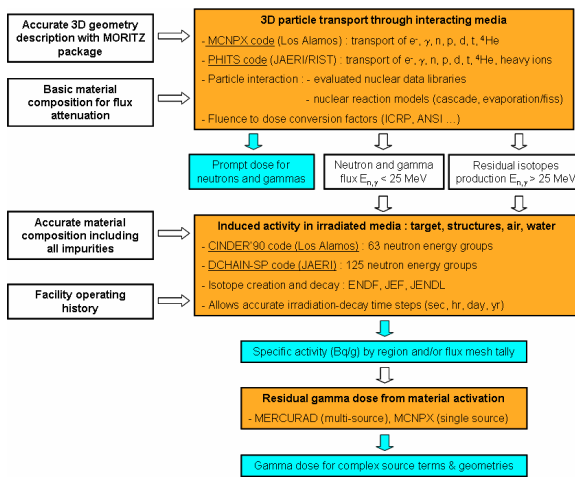 Accurate 3D geometry
description with MORITZ
package
Basic material
composition for flux
attenuation
3D particle transport through interacting media
- MCNPX code (Los Alamos) : transport of e-, γ, n, p, d, t, 4He
- PHITS code (JAERI/RIST) : transport of e-, γ, n, p, d, t, 4He, heavy ions
- Particle interaction : - evaluated nuclear data libraries
- nuclear reaction models (cascade, evaporation/fiss)
- Fluence to dose conversion factors (ICRP, ANSI ...)
Prompt dose for
neutrons and gammas
Neutron and gamma
flux En,γ < 25 MeV
Residual isotopes
production En,γ > 25 MeV
Accurate material
composition including
all impurities
Facility operating
history
Induced activity in irradiated media : target, structures, air, water
- CINDER'90 code (Los Alamos) : 63 neutron energy groups
- DCHAIN-SP code (JAERI) : 125 neutron energy groups
- Isotope creation and decay : ENDF, JEF, JENDL
- Allows accurate irradiation-decay time steps (sec, hr, day, yr)
Specific activity (Bq/g) by region and/or flux mesh tally
Residual gamma dose from material activation
- MERCURAD (multi-source), MCNPX (single source)
Gamma dose for complex source terms & geometries